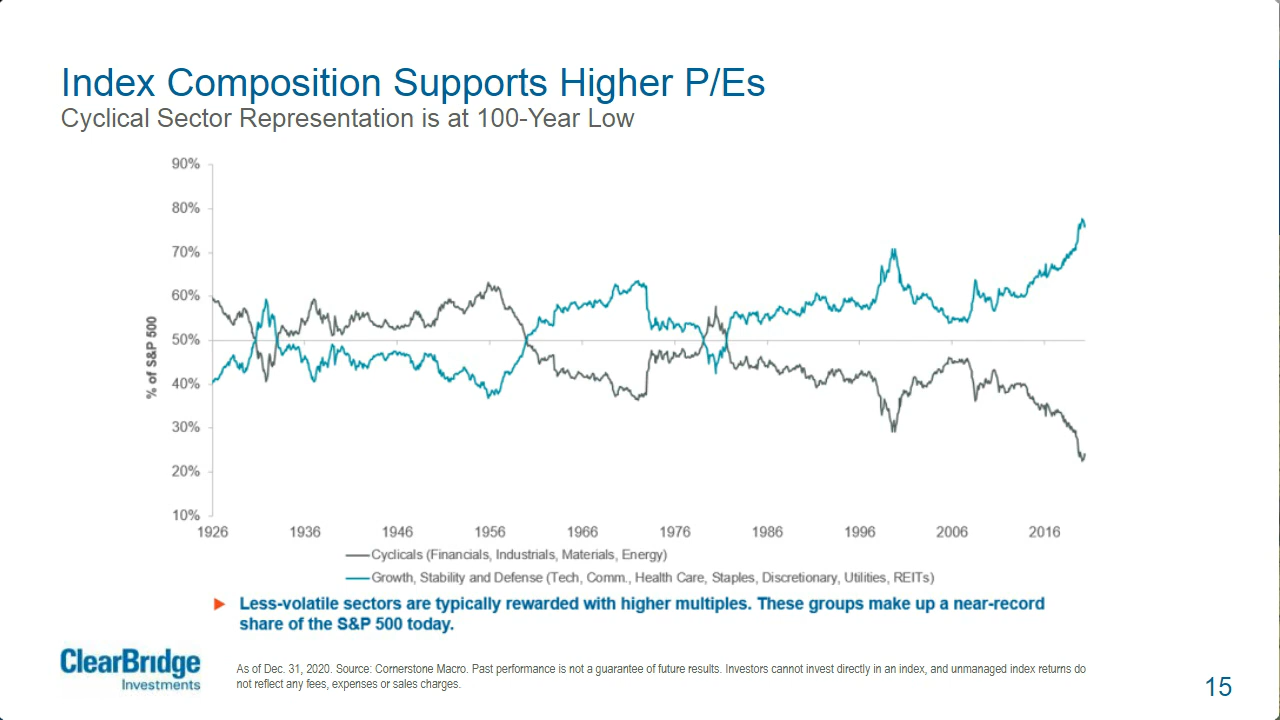 Index Composition Supports Higher P/Es
Cyclical Sector Representation is at 100-Year Low
90%
80%
70%
60%
50%
40%
30%
20%
10%
% of S&P 500
1926 1936 1946 1956 1966 1976 1986 1996 2006 2016
Cyclicals (Financials, Industrials, Materials, Energy)
Growth, Stability and Defense (Tech, Comm., Health Care, Staples, Discretionary, Utilities, REITs)
Less-volatile sectors are typically rewarded with higher multiples. These groups make up a near-record
share of the S&P 500 today.
ClearBridge
Investments
As of Dec. 31, 2020. Source: Cornerstone Macro. Past performance is not a guarantee of future results. Investors cannot invest directly in an index, and unmanaged index returns do
not reflect any fees, expenses or sales charges.
15